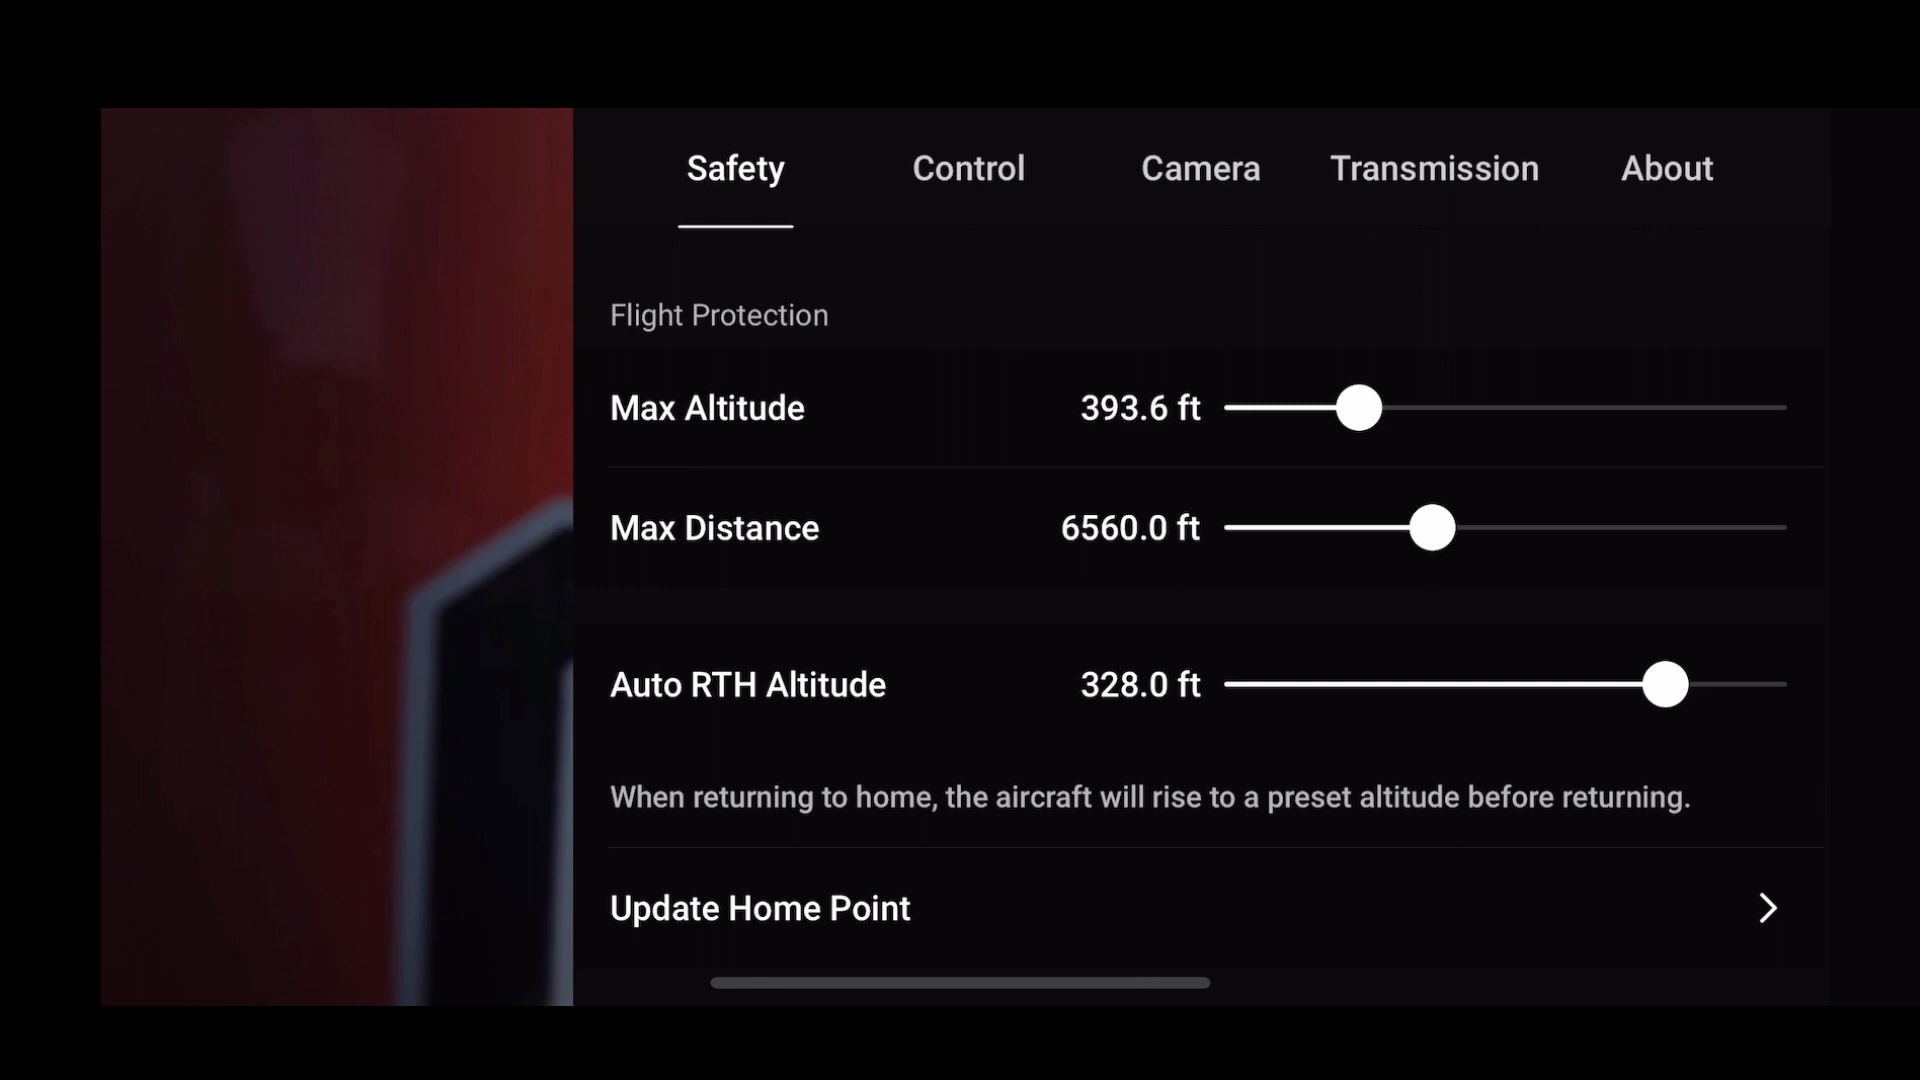 Safety Control Camera Transmission About
Flight Protection
Max Altitude 393.6 ft
Max Distance 6560.0 ft
Auto RTH Altitude 328.0 ft
When returning to home, the aircraft will rise to a preset altitude before returning.
Update Home Point